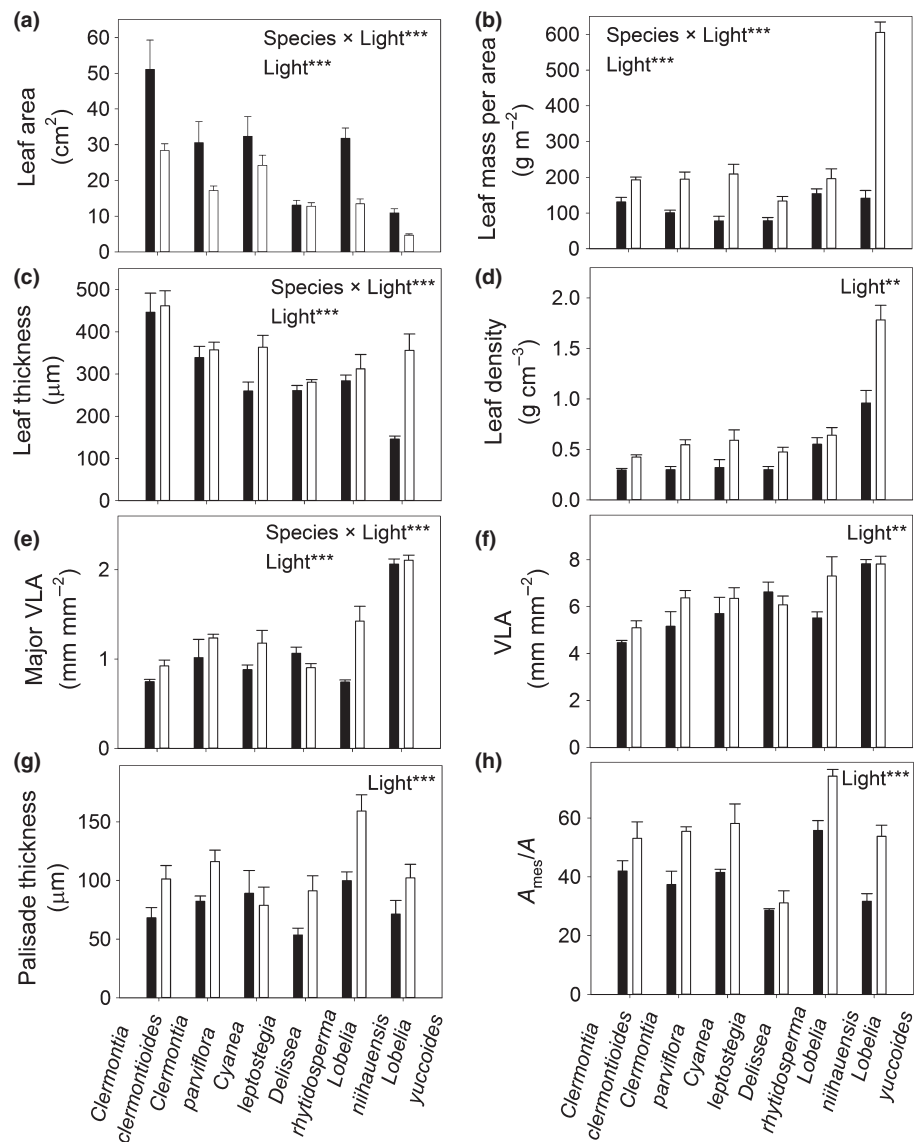 (a)
Leaf area
(cm²)
60
50
40
30
20
10
0
Species × Light***
Light***
(b)
Leaf mass per area
(g m⁻²)
600
500
400
300
200
100
0
Species × Light***
Light***
(c)
Leaf thickness
(μm)
500
400
300
200
100
0
Species × Light***
Light***
(d)
Leaf density
(g cm⁻³)
2.0
1.5
1.0
0.5
0.0
Light**
(e)
Major VLA
(mm mm⁻²)
2
1
0
Species × Light***
Light***
(f)
VLA
(mm mm⁻²)
8
6
4
2
0
Light**
(g)
Palisade thickness
(μm)
150
100
50
0
Light***
(h)
Ames/A
60
40
20
0
Light***
Clermontia
clermontioides
Clermontia
parviflora
Cyanea
leptostegia
Delissea
rhytidosperma
Lobelia
niihauensis
Lobelia
yuccoides
Clermontia
clermontioides
Clermontia
parviflora
Cyanea
leptostegia
Delissea
rhytidosperma
Lobelia
niihauensis
Lobelia
yuccoides